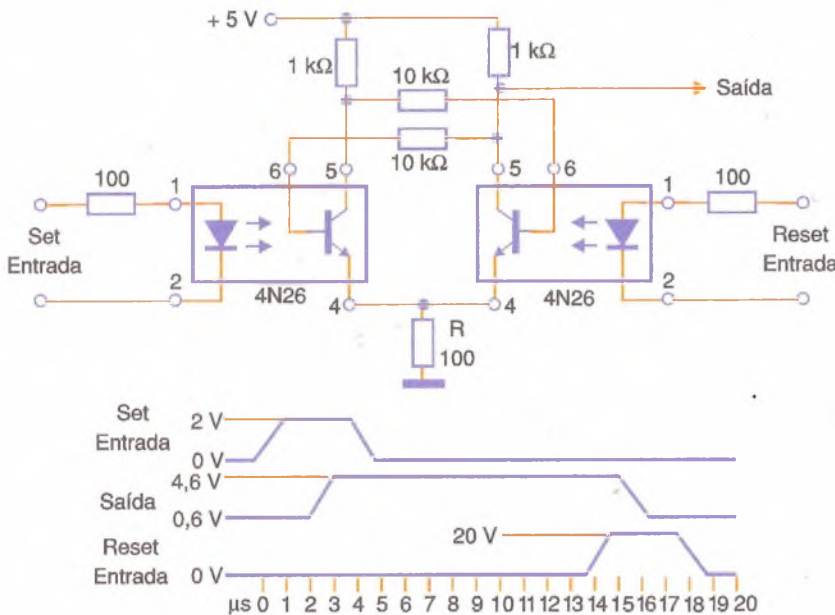 + 5 V
1 kΩ
1 kΩ
10 kΩ
Saída
10 kΩ
6 5
5 6
100 1
1 100
Set
Entrada
Reset
Entrada
2
2
4N26 4
4 4N26
R
100
Set
Entrada
2 V
0 V
Saída
4,6 V
0,6 V
Reset
Entrada
20 V
0 V
µs 0 1 2 3 4 5 6 7 8 9 10 11 12 13 14 15 16 17 18 19 20